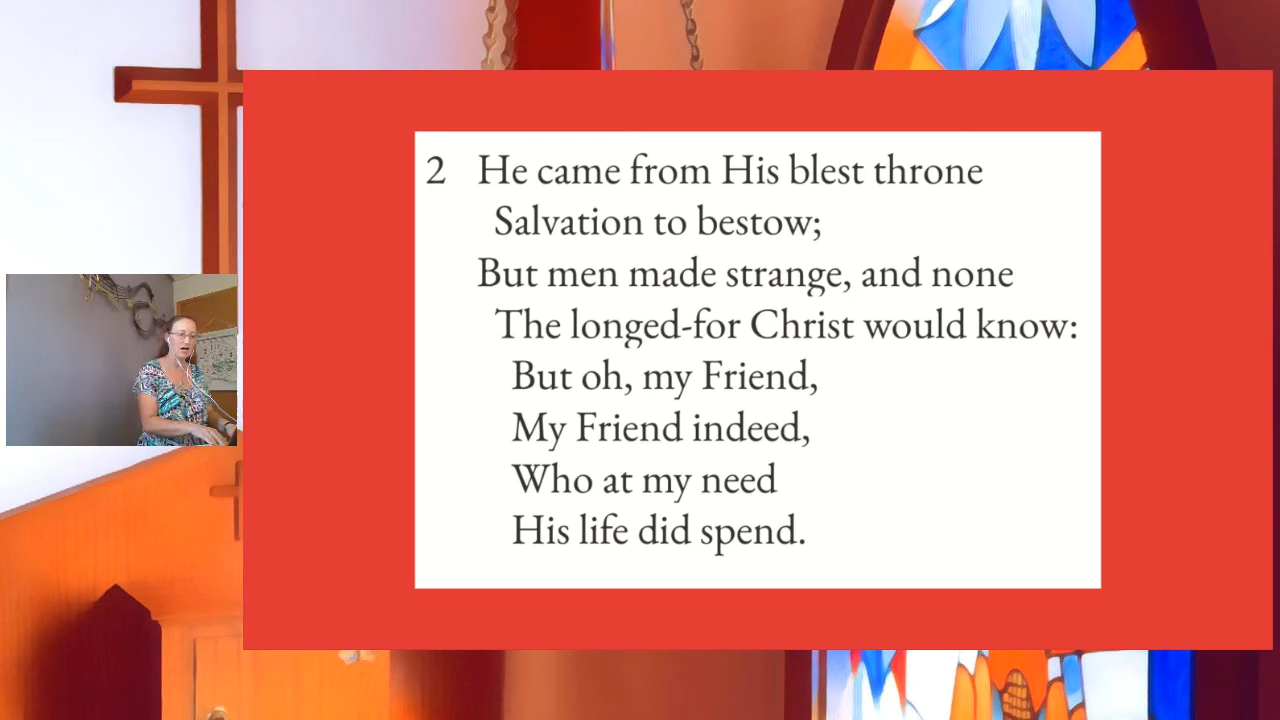 2 He came from His blest throne
Salvation to bestow;
But men made strange, and none
The longed-for Christ would know:
But oh, my Friend,
My Friend indeed,
Who at my need
His life did spend.